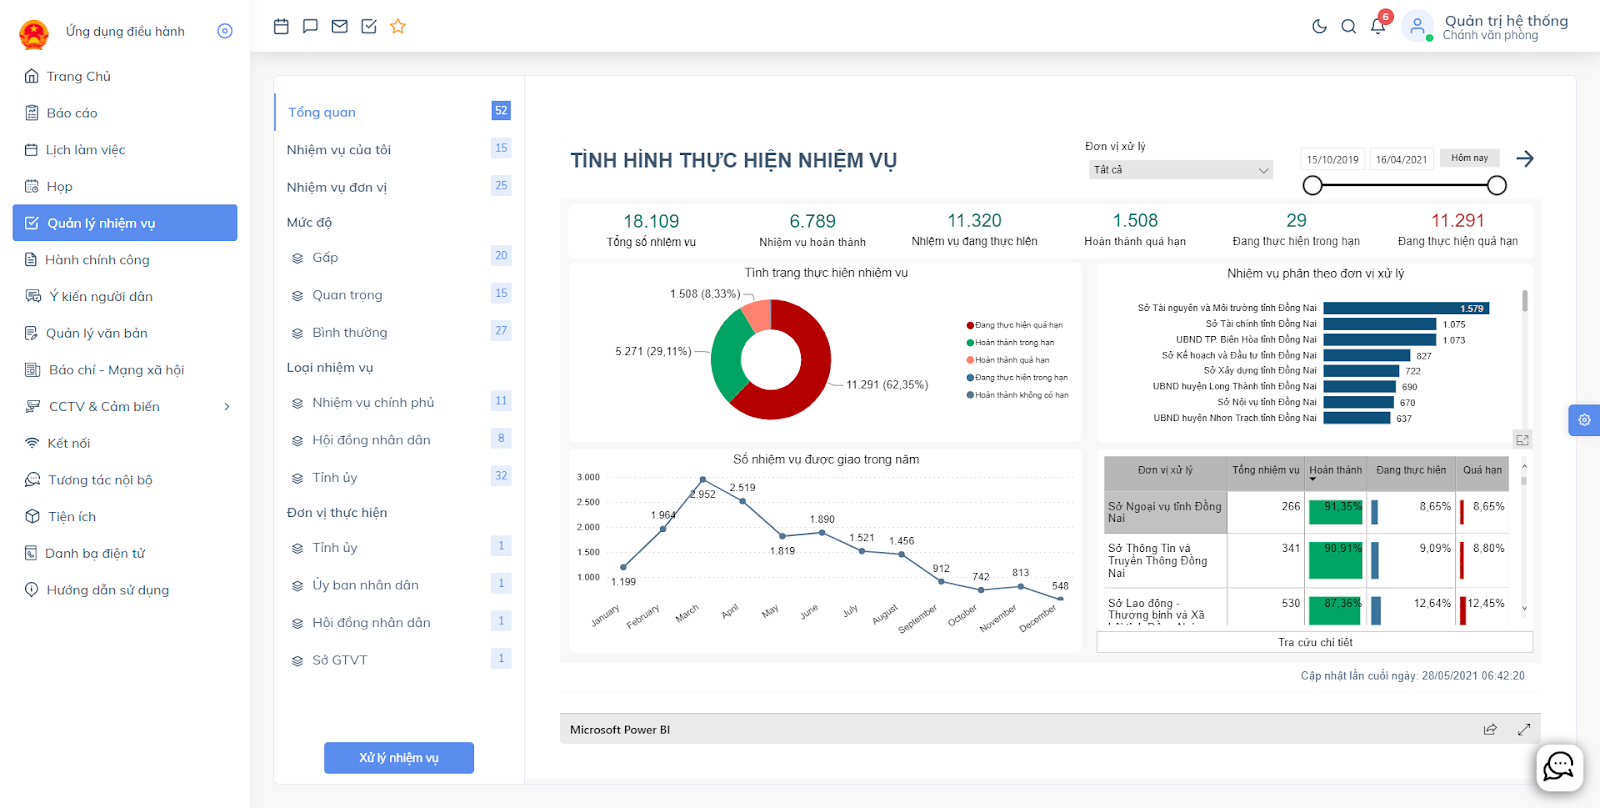 Ứng dụng điều hành
Trang Chủ
Báo cáo
Lịch làm việc
Họp
Quản lý nhiệm vụ
Hành chính công
Ý kiến người dân
Quản lý văn bản
Báo chí - Mạng xã hội
CCTV & Cảm biến
Kết nối
Tương tác nội bộ
Tiện ích
Danh bạ điện tử
Hướng dẫn sử dụng
6
Quản trị hệ thống
Chánh văn phòng
Tổng quan 52
Nhiệm vụ của tôi 15
Nhiệm vụ đơn vị 25
Mức độ
Gấp 20
Quan trọng 15
Bình thường 27
Loại nhiệm vụ
Nhiệm vụ chính phủ 11
Hội đồng nhân dân 8
Tỉnh ủy 32
Đơn vị thực hiện
Tỉnh ủy 1
Ủy ban nhân dân 1
Hội đồng nhân dân 1
Sở GTVT 1
Xử lý nhiệm vụ
TÌNH HÌNH THỰC HIỆN NHIỆM VỤ
Đơn vị xử lý
Tất cả
15/10/2019 16/04/2021 Hôm nay
18.109 6.789 11.320 1.508 29 11.291
Tổng số nhiệm vụ Nhiệm vụ hoàn thành Nhiệm vụ đang thực hiện Hoàn thành quá hạn Đang thực hiện trong hạn Đang thực hiện quá hạn
Tình trạng thực hiện nhiệm vụ
1.508 (8,33%)
5.271 (29,11%)
11.291 (62,35%)
Đang thực hiện quá hạn
Hoàn thành trong hạn
Hoàn thành quá hạn
Đang thực hiện trong hạn
Hoàn thành không có hạn
Nhiệm vụ phân theo đơn vị xử lý
Sở Tài nguyên và Môi trường tỉnh Đồng Nai 1.579
Sở Tài chính tỉnh Đồng Nai 1.075
UBND TP. Biên Hòa tỉnh Đồng Nai 1.073
Sở Kế hoạch và Đầu tư tỉnh Đồng Nai 827
Sở Xây dựng tỉnh Đồng Nai 722
UBND huyện Long Thành tỉnh Đồng Nai 690
Sở Nội vụ tỉnh Đồng Nai 670
UBND huyện Nhơn Trạch tỉnh Đồng Nai 637
Số nhiệm vụ được giao trong năm
3.000
2.500
2.000
1.500
1.000
1.199 1.964 2.952 2.519 1.819 1.890 1.521 1.456 912 742 813 548
January February March April May June July August September October November December
Đơn vị xử lý Tổng nhiệm vụ Hoàn thành Đang thực hiện Quá hạn
Sở Ngoại vụ tỉnh Đồng 266 91,35% 8,65% 8,65%
Nai
Sở Thông Tin và 341 90,91% 9,09% 8,80%
Truyền Thông Đồng
Nai
Sở Lao động - 530 87,36% 12,64% 12,45%
Thương binh và Xã
Tra cứu chi tiết
Cập nhật lần cuối ngày: 28/05/2021 06:42:20
Microsoft Power BI